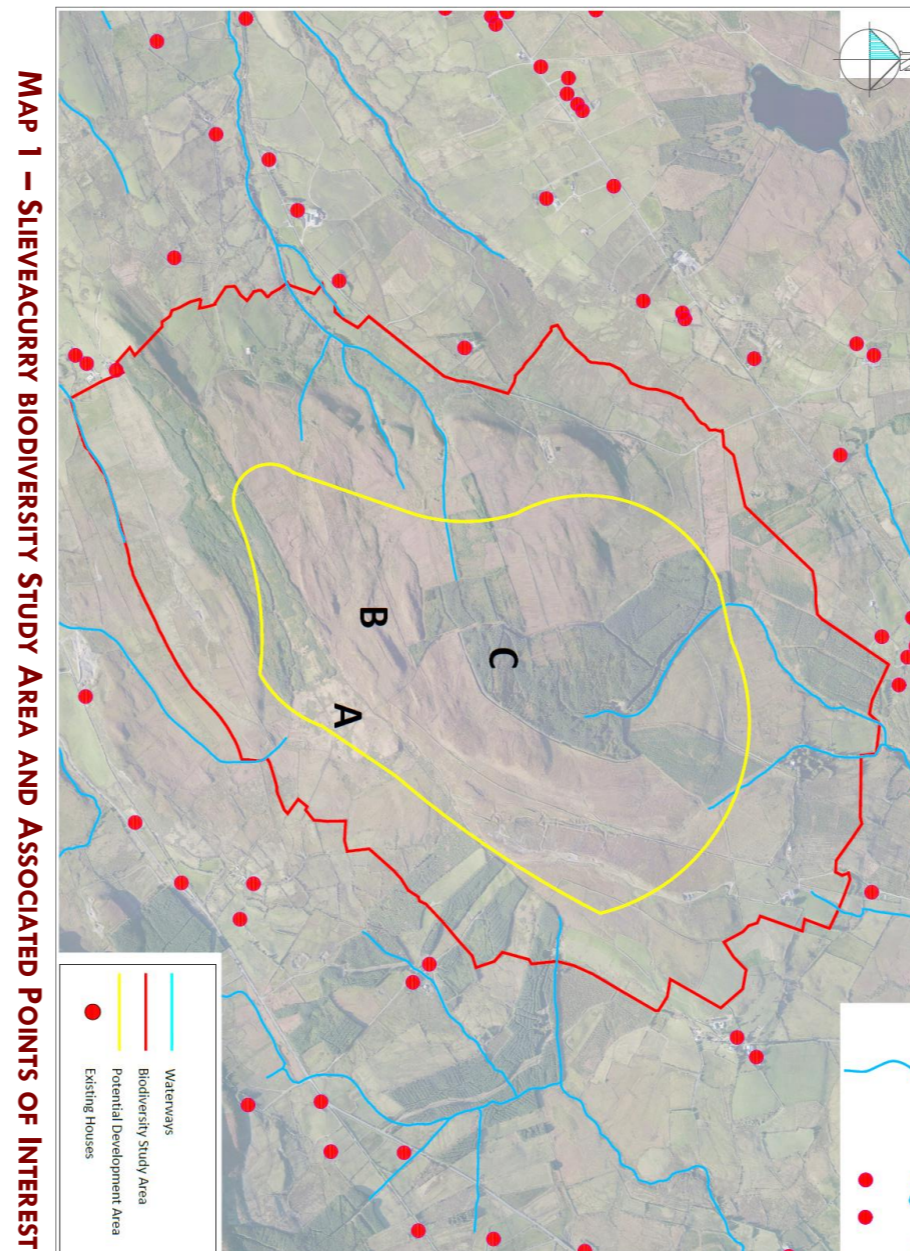 MAP 1 – SLIEVEACURRY BIODIVERSITY STUDY AREA AND ASSOCIATED POINTS OF INTEREST
A
B
C
Waterways
Biodiversity Study Area
Potential Development Area
Existing Houses